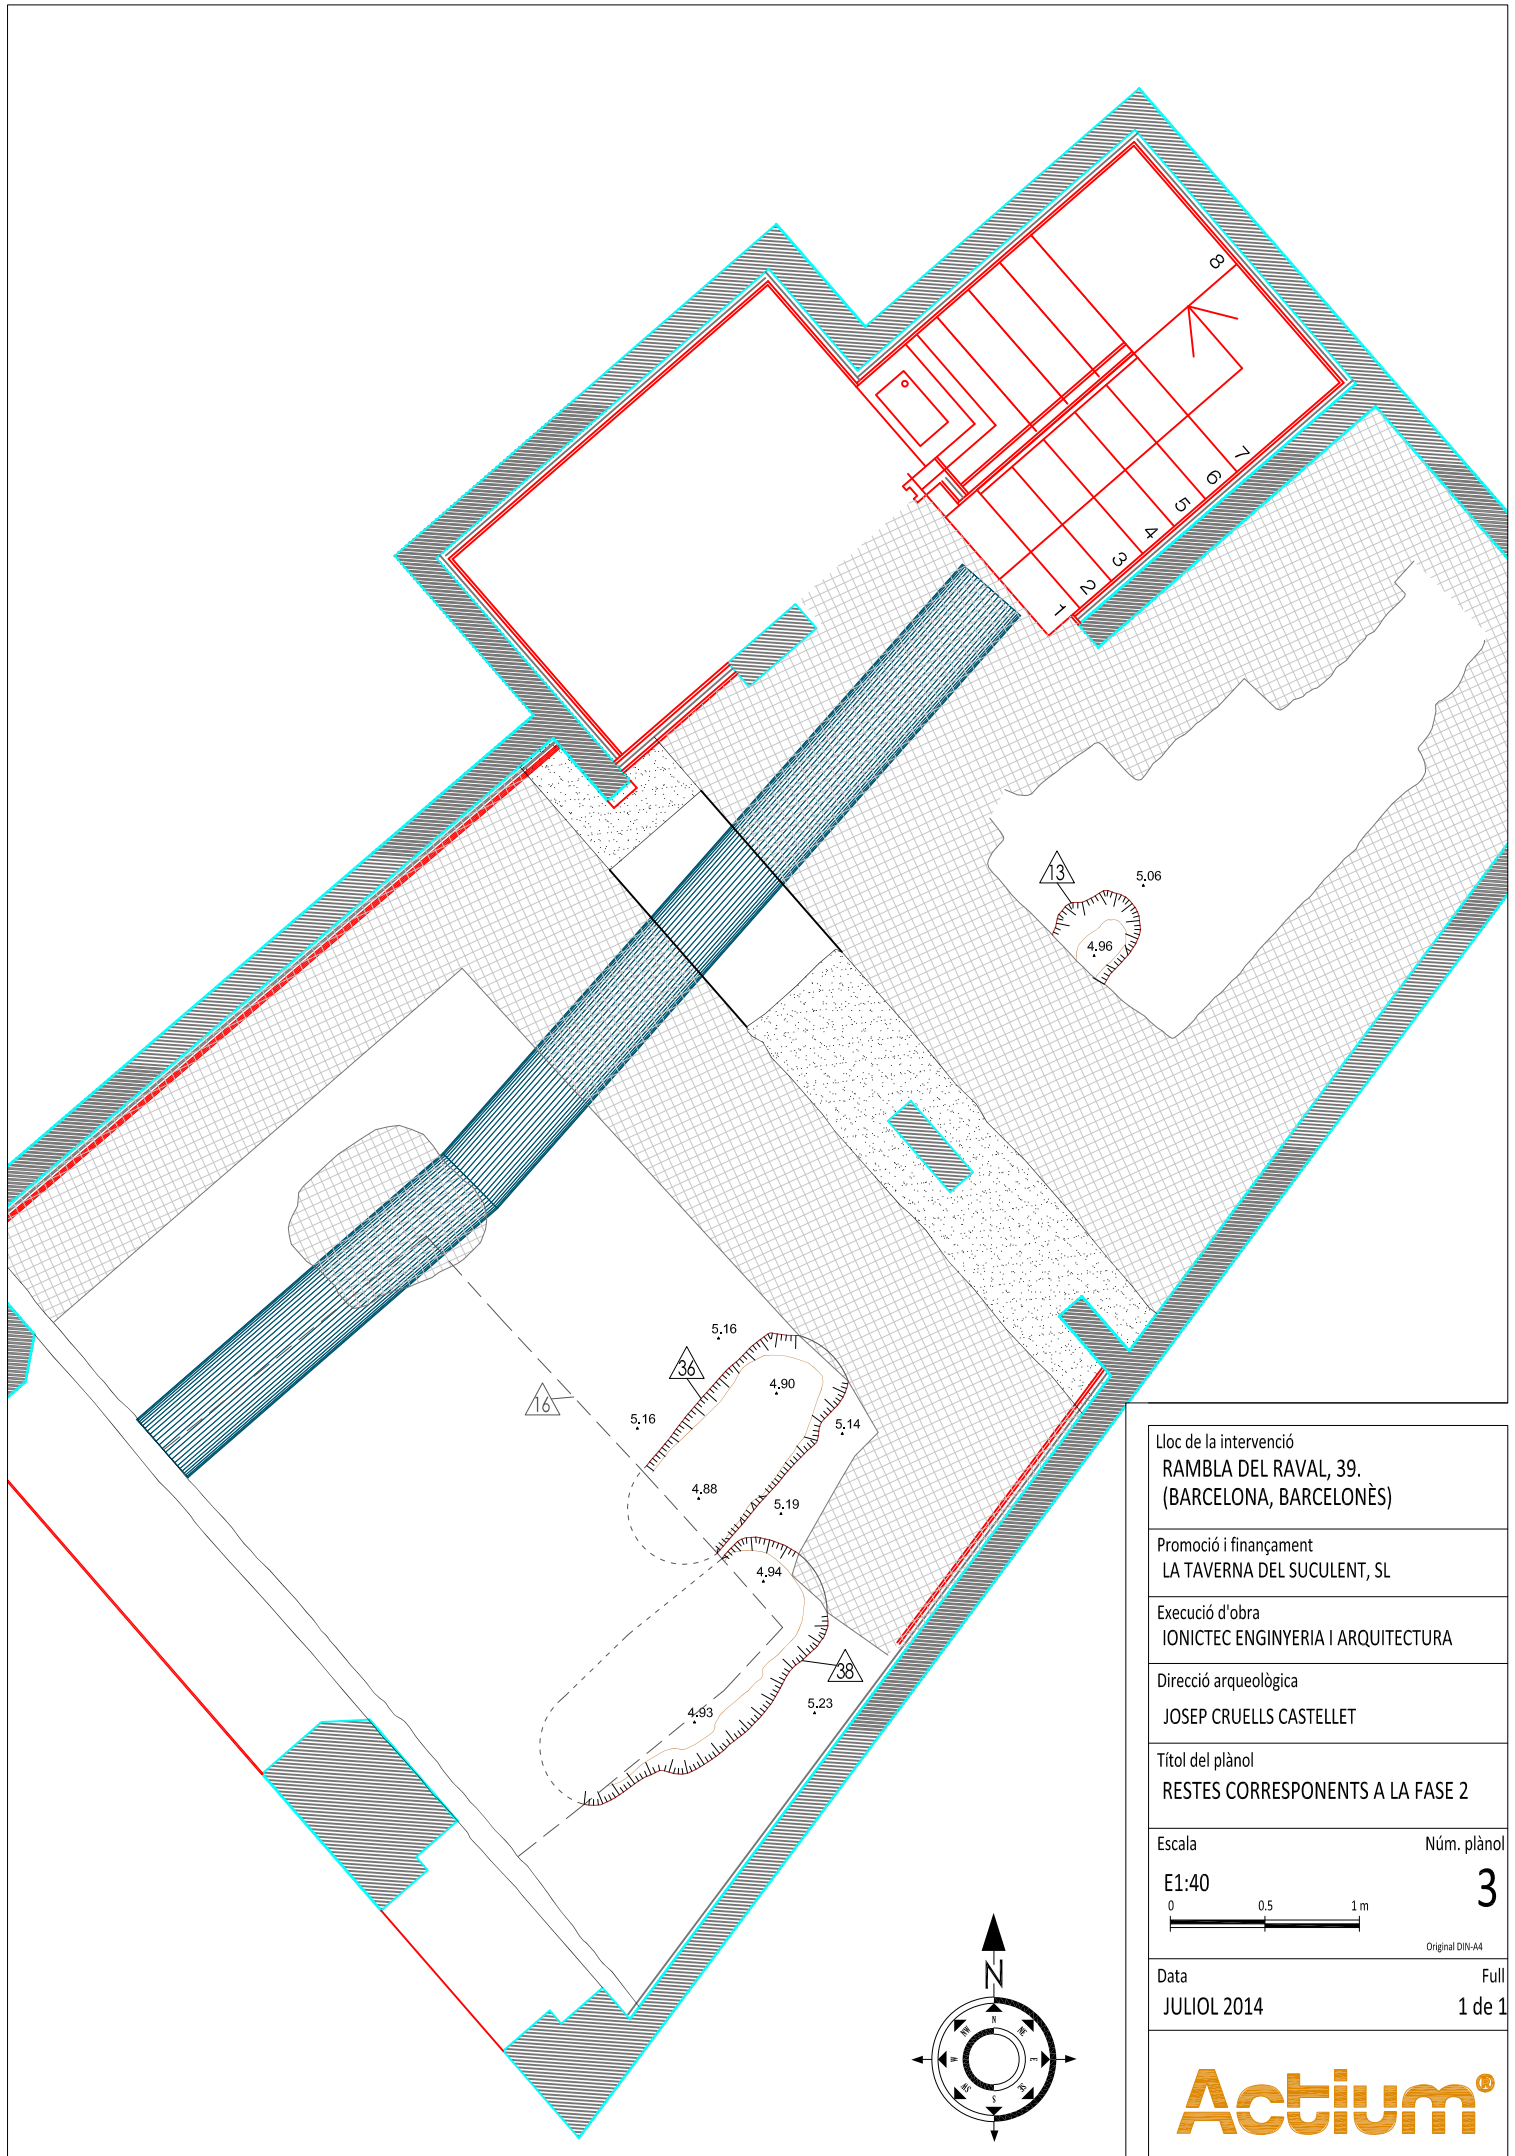 8
7
6
5
4
3
2
1
13
5.06
4.96
5.16
36
4.90
16
5.16
5.14
4.88
5.19
4.94
38
4.93
5.23
N
N
NE
E
SE
S
SW
W
NW
Lloc de la intervenció
RAMBLA DEL RAVAL, 39.
(BARCELONA, BARCELONÈS)
Promoció i finançament
LA TAVERNA DEL SUCULENT, SL
Execució d'obra
IONICTEC ENGINYERIA I ARQUITECTURA
Direcció arqueològica
JOSEP CRUELLS CASTELLET
Títol del plànol
RESTES CORRESPONENTS A LA FASE 2
Escala Núm. plànol
E1:40 3
0 0.5 1 m
Original DIN-A4
Data Full
JULIOL 2014 1 de 1
Actium®